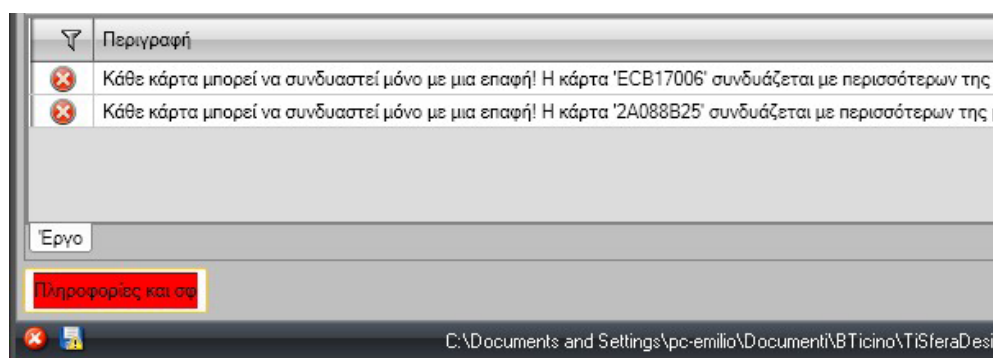 Περιγραφή
Κάθε κάρτα μπορεί να συνδυαστεί μόνο με μια επαφή! Η κάρτα 'ECB17006' συνδυάζεται με περισσότερων της
Κάθε κάρτα μπορεί να συνδυαστεί μόνο με μια επαφή! Η κάρτα '2A088B25' συνδυάζεται με περισσότερων της
Έργο
Πληροφορίες και σφ
C:\Documents and Settings\pc-emilio\Documenti\BTicino\TiSferaDesi